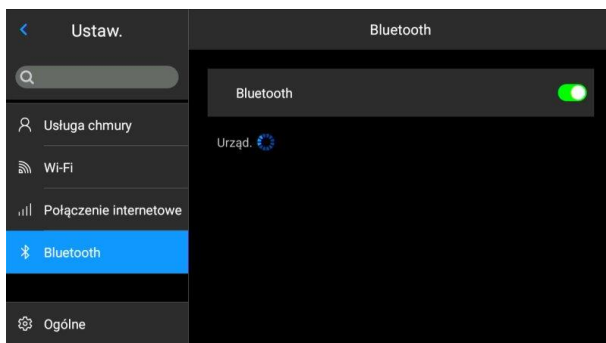 Ustaw.
Usługa chmury
Wi-Fi
Połączenie internetowe
Bluetooth
Ogólne
Bluetooth
Bluetooth
Urząd.